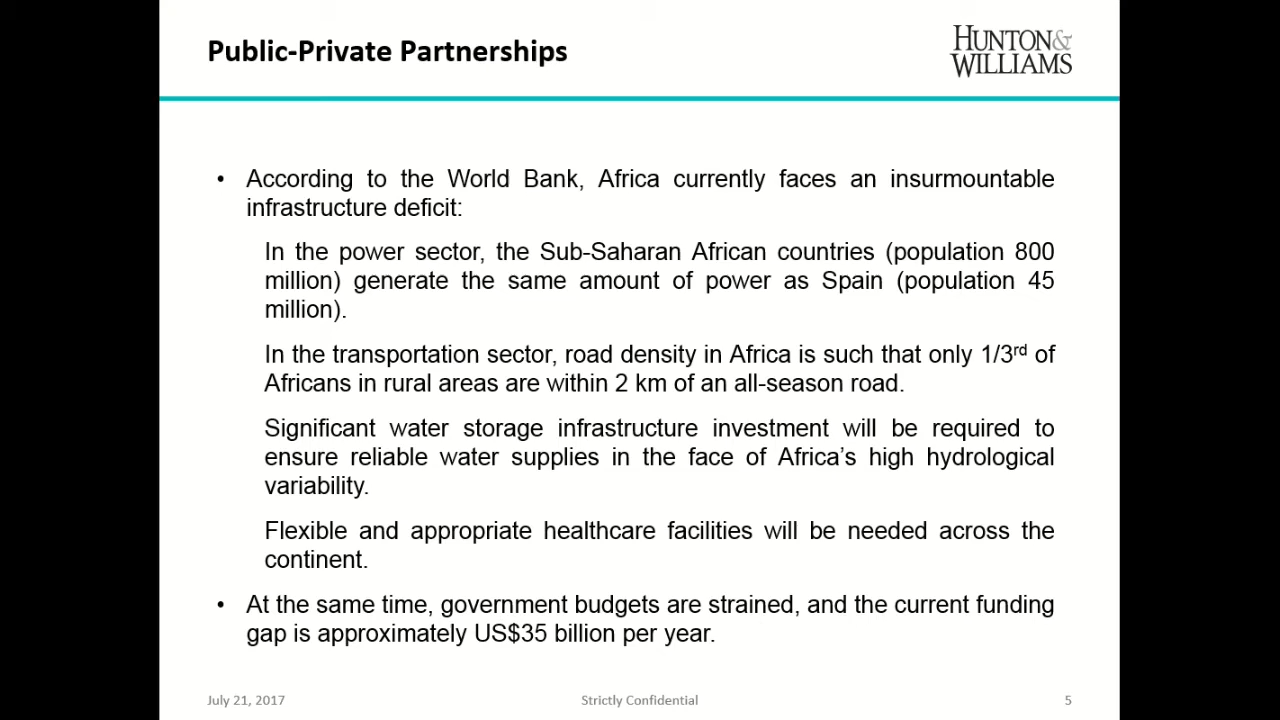 Public-Private Partnerships
HUNTON&
WILLIAMS
• According to the World Bank, Africa currently faces an insurmountable
infrastructure deficit:
In the power sector, the Sub-Saharan African countries (population 800
million) generate the same amount of power as Spain (population 45
million).
In the transportation sector, road density in Africa is such that only 1/3rd of
Africans in rural areas are within 2 km of an all-season road.
Significant water storage infrastructure investment will be required to
ensure reliable water supplies in the face of Africa’s high hydrological
variability.
Flexible and appropriate healthcare facilities will be needed across the
continent.
• At the same time, government budgets are strained, and the current funding
gap is approximately US$35 billion per year.
July 21, 2017 Strictly Confidential 5